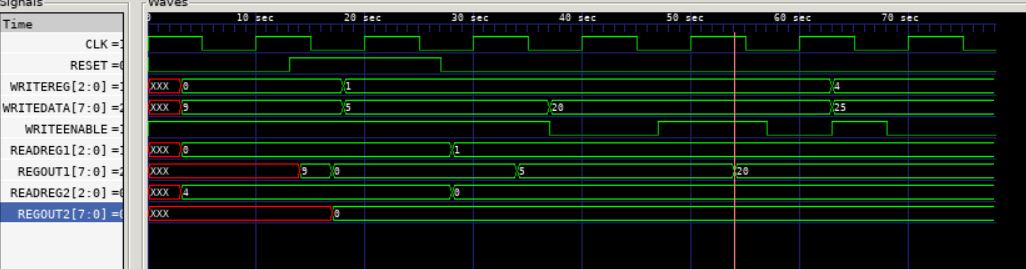 Signals
Waves
Time
0 10 sec 20 sec 30 sec 40 sec 50 sec 60 sec 70 sec
CLK =1
RESET =0
WRITEREG[2:0] =1 XXX 0 1 4
WRITEDATA[7:0] =2 XXX 9 5 20 25
WRITEENABLE =1
READREG1[2:0] =1 XXX 0 1
REGOUT1[7:0] =2 XXX 9 0 5 20
READREG2[2:0] =0 XXX 4 0
REGOUT2[7:0] =0 XXX 0